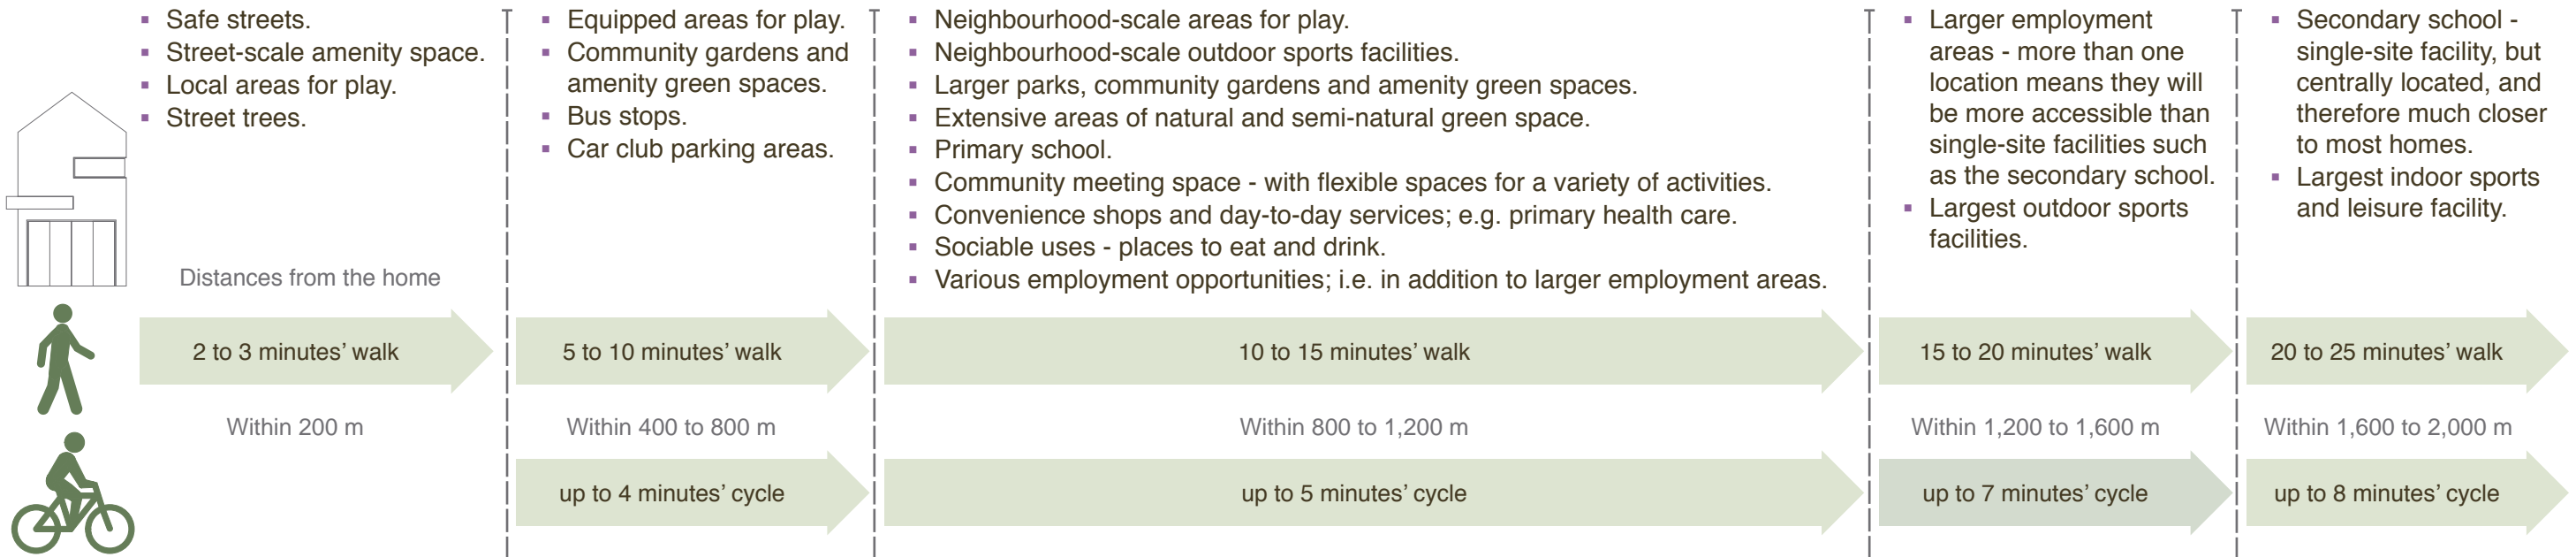 ▪ Safe streets.
▪ Street-scale amenity space.
▪ Local areas for play.
▪ Street trees.
Distances from the home
▪ Equipped areas for play.
▪ Community gardens and
amenity green spaces.
▪ Bus stops.
▪ Car club parking areas.
▪ Neighbourhood-scale areas for play.
▪ Neighbourhood-scale outdoor sports facilities.
▪ Larger parks, community gardens and amenity green spaces.
▪ Extensive areas of natural and semi-natural green space.
▪ Primary school.
▪ Community meeting space - with flexible spaces for a variety of activities.
▪ Convenience shops and day-to-day services; e.g. primary health care.
▪ Sociable uses - places to eat and drink.
▪ Various employment opportunities; i.e. in addition to larger employment areas.
▪ Larger employment
areas - more than one
location means they will
be more accessible than
single-site facilities such
as the secondary school.
▪ Largest outdoor sports
facilities.
▪ Secondary school -
single-site facility, but
centrally located, and
therefore much closer
to most homes.
▪ Largest indoor sports
and leisure facility.
2 to 3 minutes’ walk
5 to 10 minutes’ walk
10 to 15 minutes’ walk
15 to 20 minutes’ walk
20 to 25 minutes’ walk
Within 200 m
Within 400 to 800 m
Within 800 to 1,200 m
Within 1,200 to 1,600 m
Within 1,600 to 2,000 m
up to 4 minutes’ cycle
up to 5 minutes’ cycle
up to 7 minutes’ cycle
up to 8 minutes’ cycle